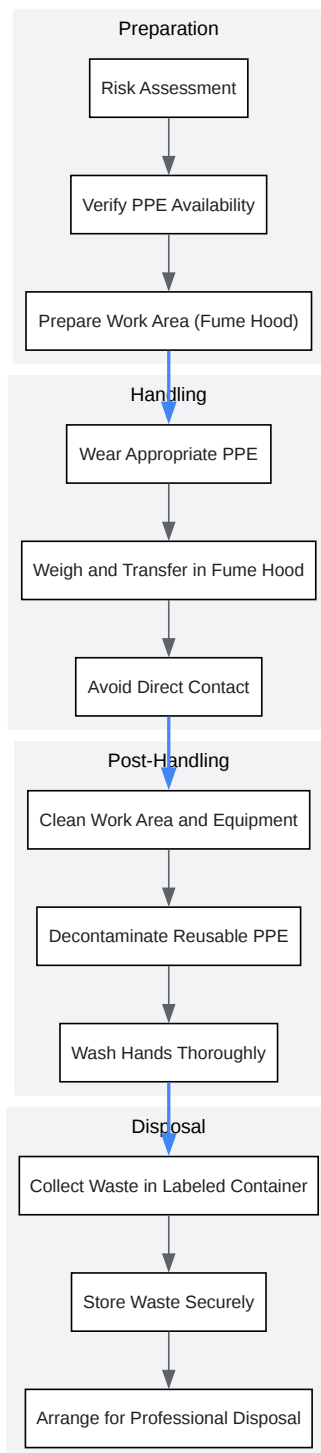 Preparation
Risk Assessment
Verify PPE Availability
Prepare Work Area (Fume Hood)
Handling
Wear Appropriate PPE
Weigh and Transfer in Fume Hood
Avoid Direct Contact
Post-Handling
Clean Work Area and Equipment
Decontaminate Reusable PPE
Wash Hands Thoroughly
Disposal
Collect Waste in Labeled Container
Store Waste Securely
Arrange for Professional Disposal